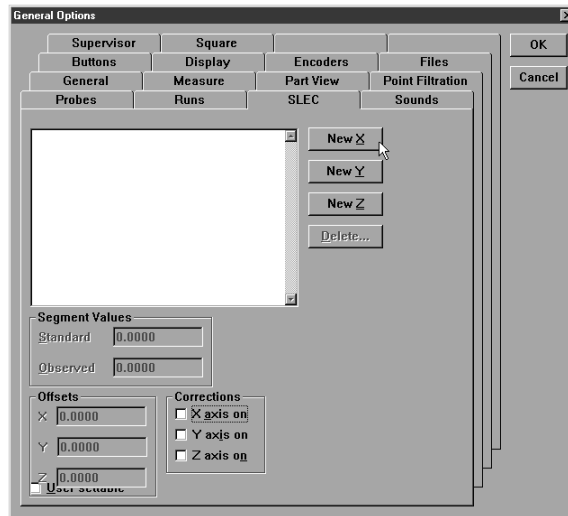 General Options
Supervisor Square
Buttons Display Encoders Files
General Measure Part View Point Filtration
Probes Runs SLEC Sounds
OK
Cancel
New X
New Y
New Z
Delete...
Segment Values
Standard 0.0000
Observed 0.0000
Offsets
X 0.0000
Y 0.0000
Z 0.0000
User settable
Corrections
X axis on
Y axis on
Z axis on